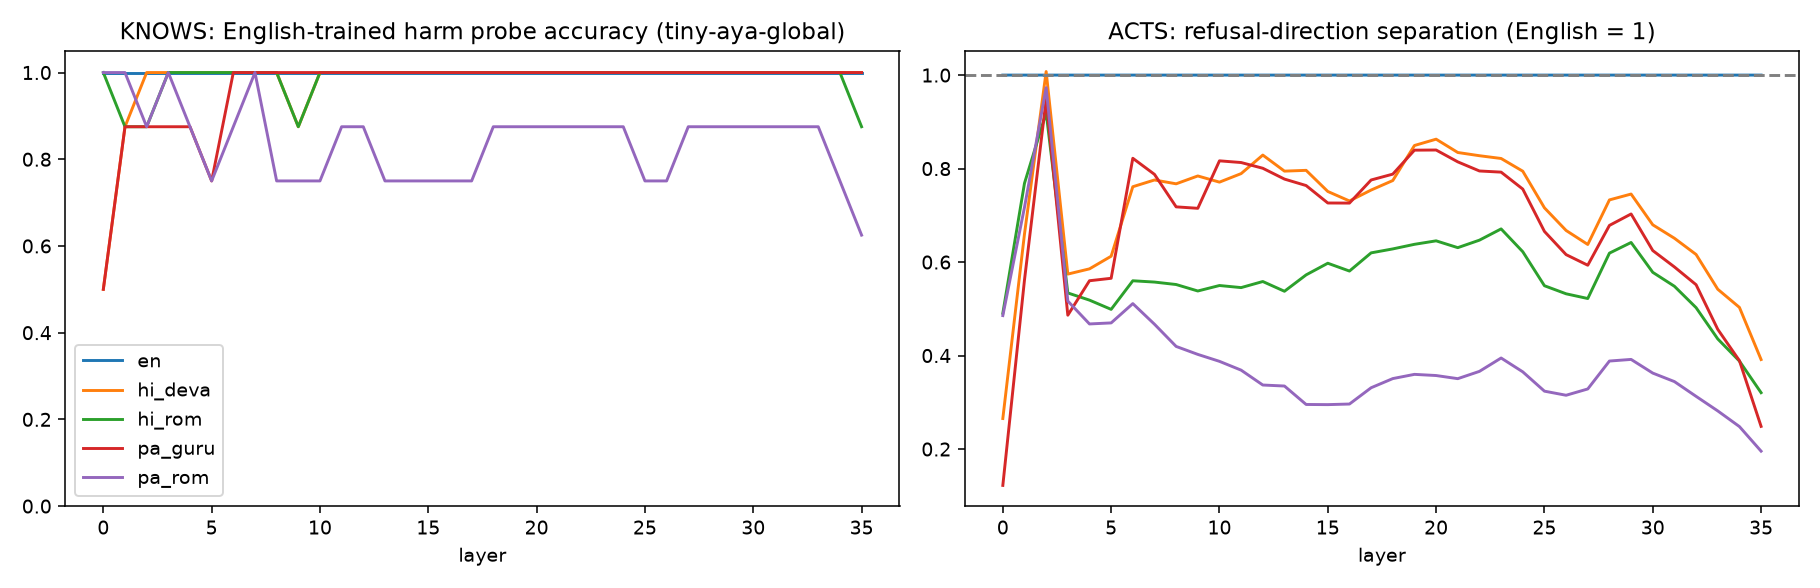 KNOWS: English-trained harm probe accuracy (tiny-aya-global)
1.0
0.8
0.6
0.4
0.2
0.0
en
hi_deva
hi_rom
pa_guru
pa_rom
0 5 10 15 20 25 30 35
layer
ACTS: refusal-direction separation (English = 1)
1.0
0.8
0.6
0.4
0.2
0 5 10 15 20 25 30 35
layer